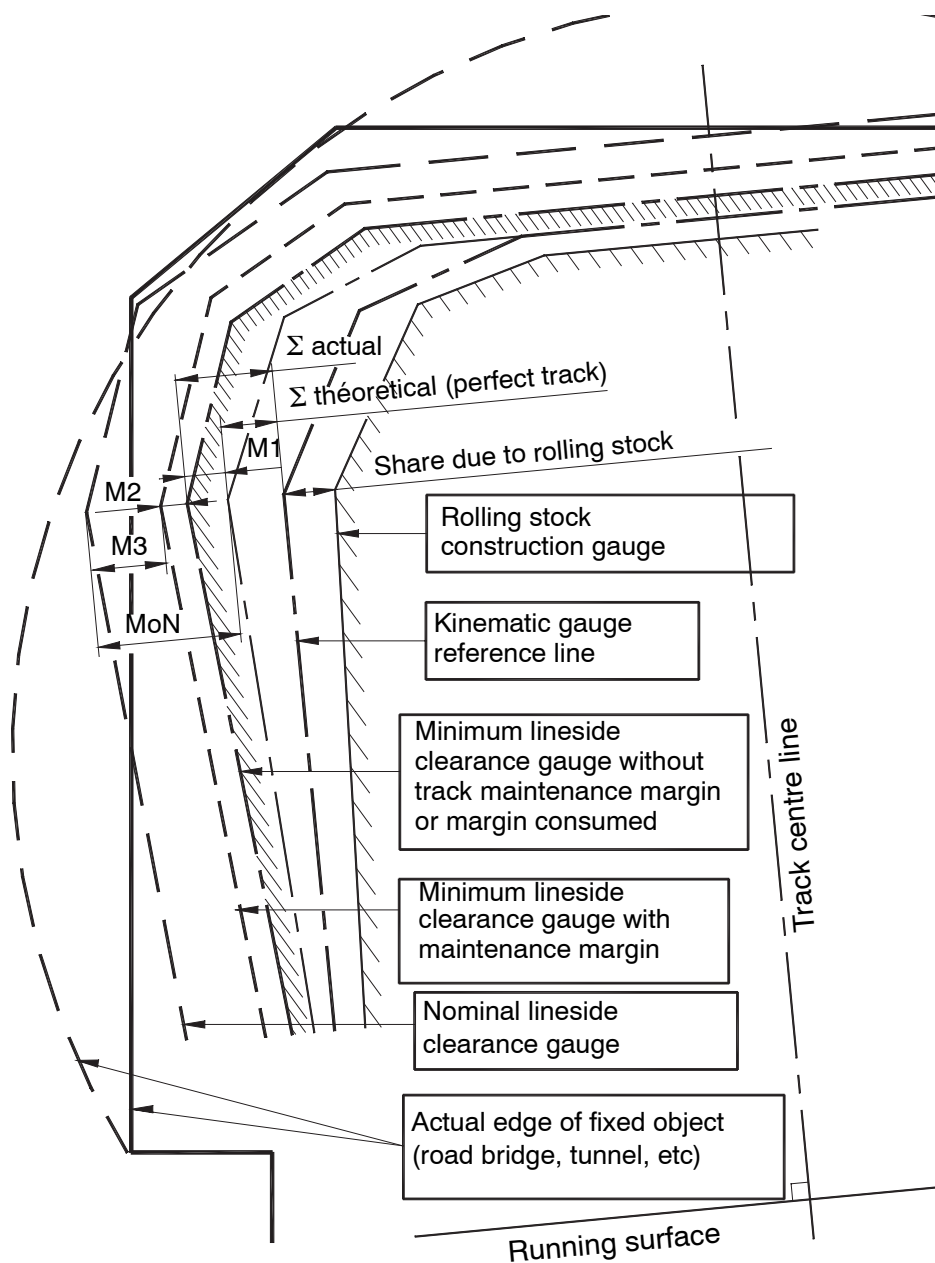 Σ actual
Σ théoretical (perfect track)
M1
Share due to rolling stock
M2
M3
MoN
Rolling stock
construction gauge
Kinematic gauge
reference line
Minimum lineside
clearance gauge without
track maintenance margin
or margin consumed
Track centre line
Minimum lineside
clearance gauge with
maintenance margin
Nominal lineside
clearance gauge
Actual edge of fixed object
(road bridge, tunnel, etc)
Running surface